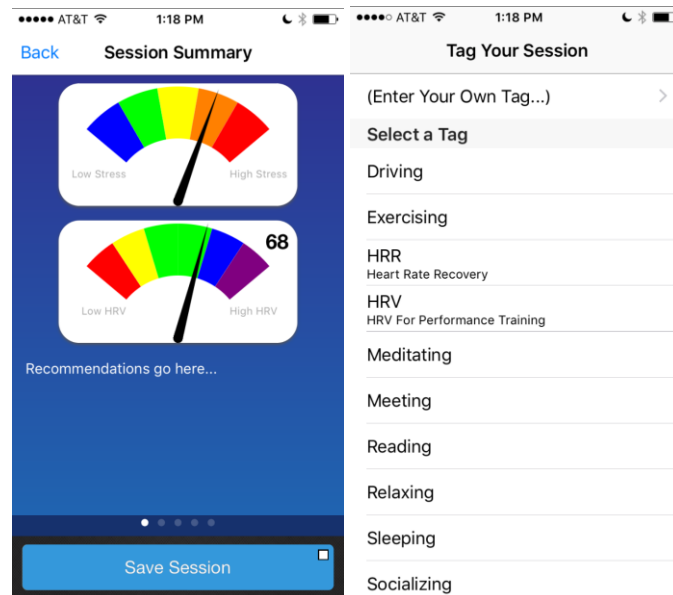 AT&T 1:18 PM
Back Session Summary
Low Stress High Stress
68
Low HRV High HRV
Recommendations go here...
Save Session
AT&T 1:18 PM
Tag Your Session
(Enter Your Own Tag...)
Select a Tag
Driving
Exercising
HRR
Heart Rate Recovery
HRV
HRV For Performance Training
Meditating
Meeting
Reading
Relaxing
Sleeping
Socializing